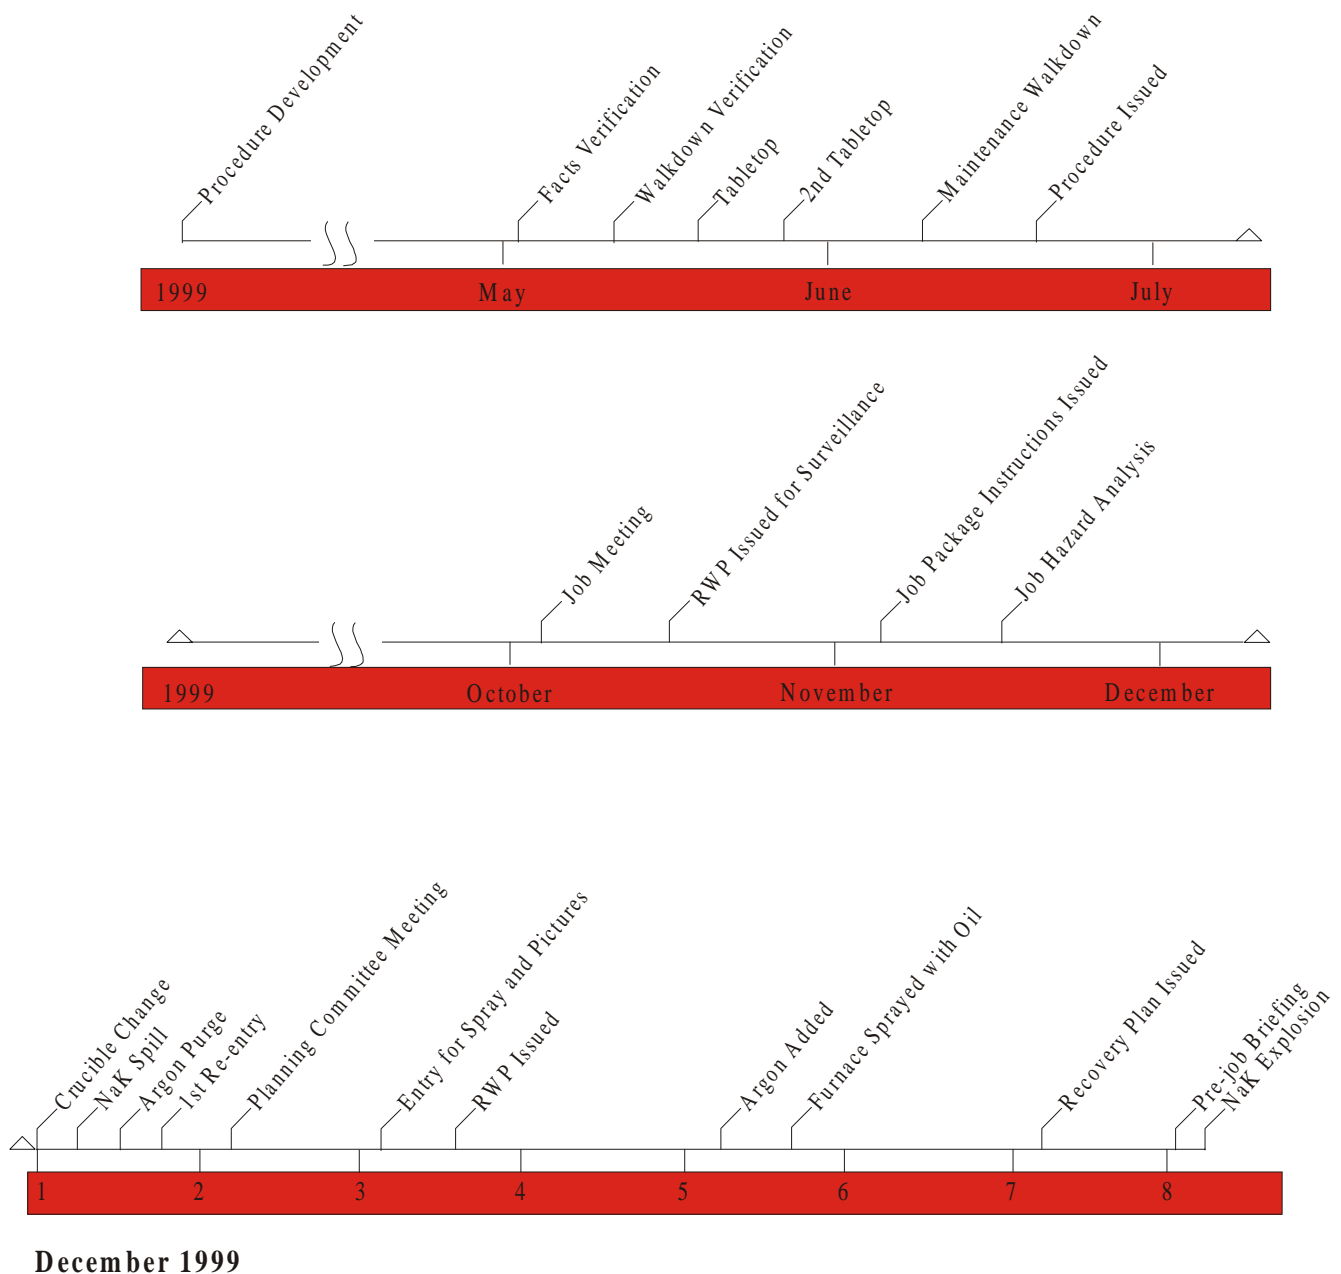 Procedure Development
Facts Verification
Walkdown Verification
Tabletop
2nd Tabletop
Maintenance Walkdown
Procedure Issued
1999
May
June
July
Job Meeting
RWP Issued for Surveillance
Job Package Instructions Issued
Job Hazard Analysis
1999
October
November
December
Crucible Change
NaK Spill
Argon Purge
1st Re-entry
Planning Committee Meeting
Entry for Spray and Pictures
RWP Issued
Argon Added
Furnace Sprayed with Oil
Recovery Plan Issued
Pre-job Briefing
NaK Explosion
1
2
3
4
5
6
7
8
December 1999